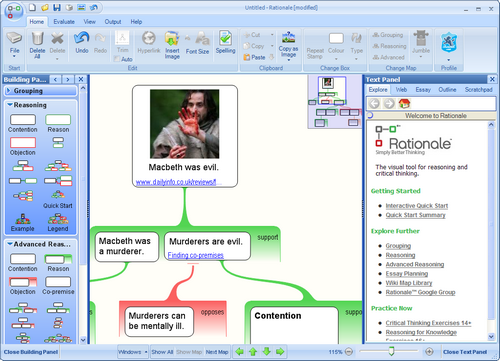 Untitled - Rationale [modified]
Home Evaluate View Output Help
File
Delete All
Delete
Undo
Redo
Trim
Auto
Edit
Hyperlink
Insert Image
Font Size
Spelling
Cut
Copy
Paste
Copy as Image
Repeat Stamp
Colour
Type
Grouping
Reasoning
Advanced
Jumble
Profile
Start
Edit
Clipboard
Change Box
Change Map
Profile
Building Pa...
Grouping
Reasoning
Contention
Reason
Objection
Quick Start
Example
Legend
Advanced Rea...
Contention
Reason
Objection
Co-premise
Close Building Panel
Macbeth was evil.
www.dailyinfo.co.uk/reviews/f...
Macbeth was
a murderer.
Murderers are evil.
Finding co-premises
support
Murderers can
be mentally ill.
opposes
Contention
supports
Text Panel
Explore Web Essay Outline Scratchpad
Welcome to Rationale
Rationale
Simply Better Thinking
The visual tool for reasoning and
critical thinking.
Getting Started
Interactive Quick Start
Quick Start Summary
Explore Further
Grouping
Reasoning
Advanced Reasoning
Essay Planning
Wiki Map Library
Rationale™ Google Group
Practice Now
Critical Thinking Exercises 14+
Reasoning for Knowledge
Windows Show All Show Map Next Map
115%
Close Text Panel